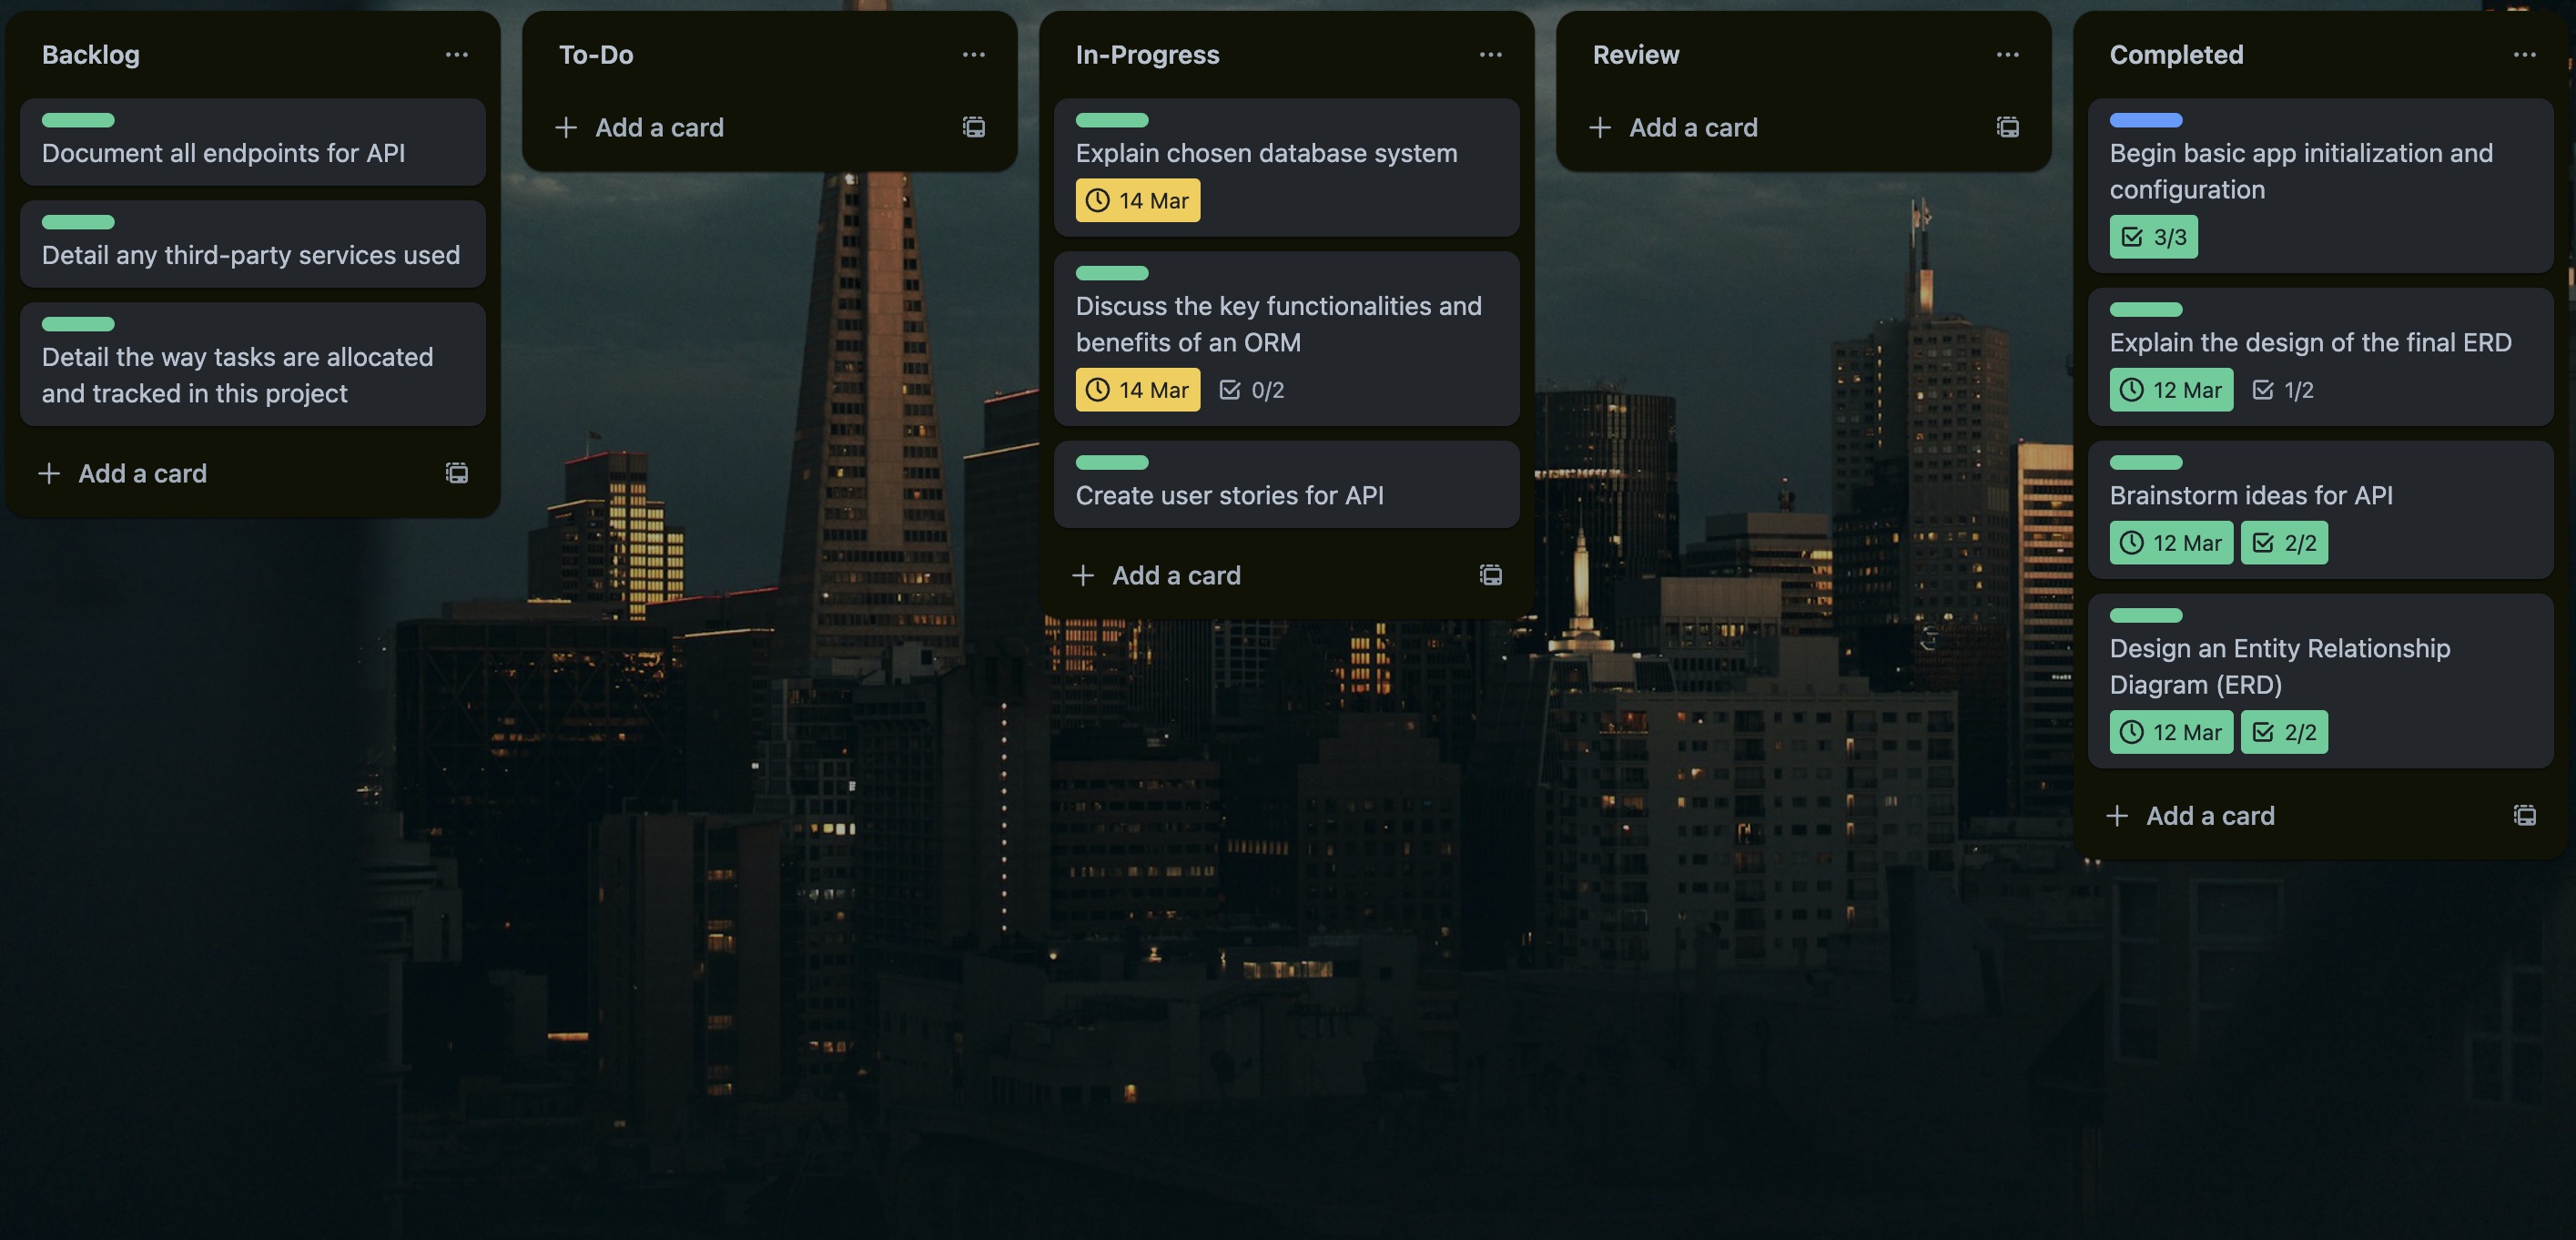 Backlog
Document all endpoints for API
Detail any third-party services used
Detail the way tasks are allocated
and tracked in this project
Add a card
To-Do
Add a card
In-Progress
Explain chosen database system
14 Mar
Discuss the key functionalities and
benefits of an ORM
14 Mar 0/2
Create user stories for API
Add a card
Review
Add a card
Completed
Begin basic app initialization and
configuration
3/3
Explain the design of the final ERD
12 Mar 1/2
Brainstorm ideas for API
12 Mar 2/2
Design an Entity Relationship
Diagram (ERD)
12 Mar 2/2
Add a card